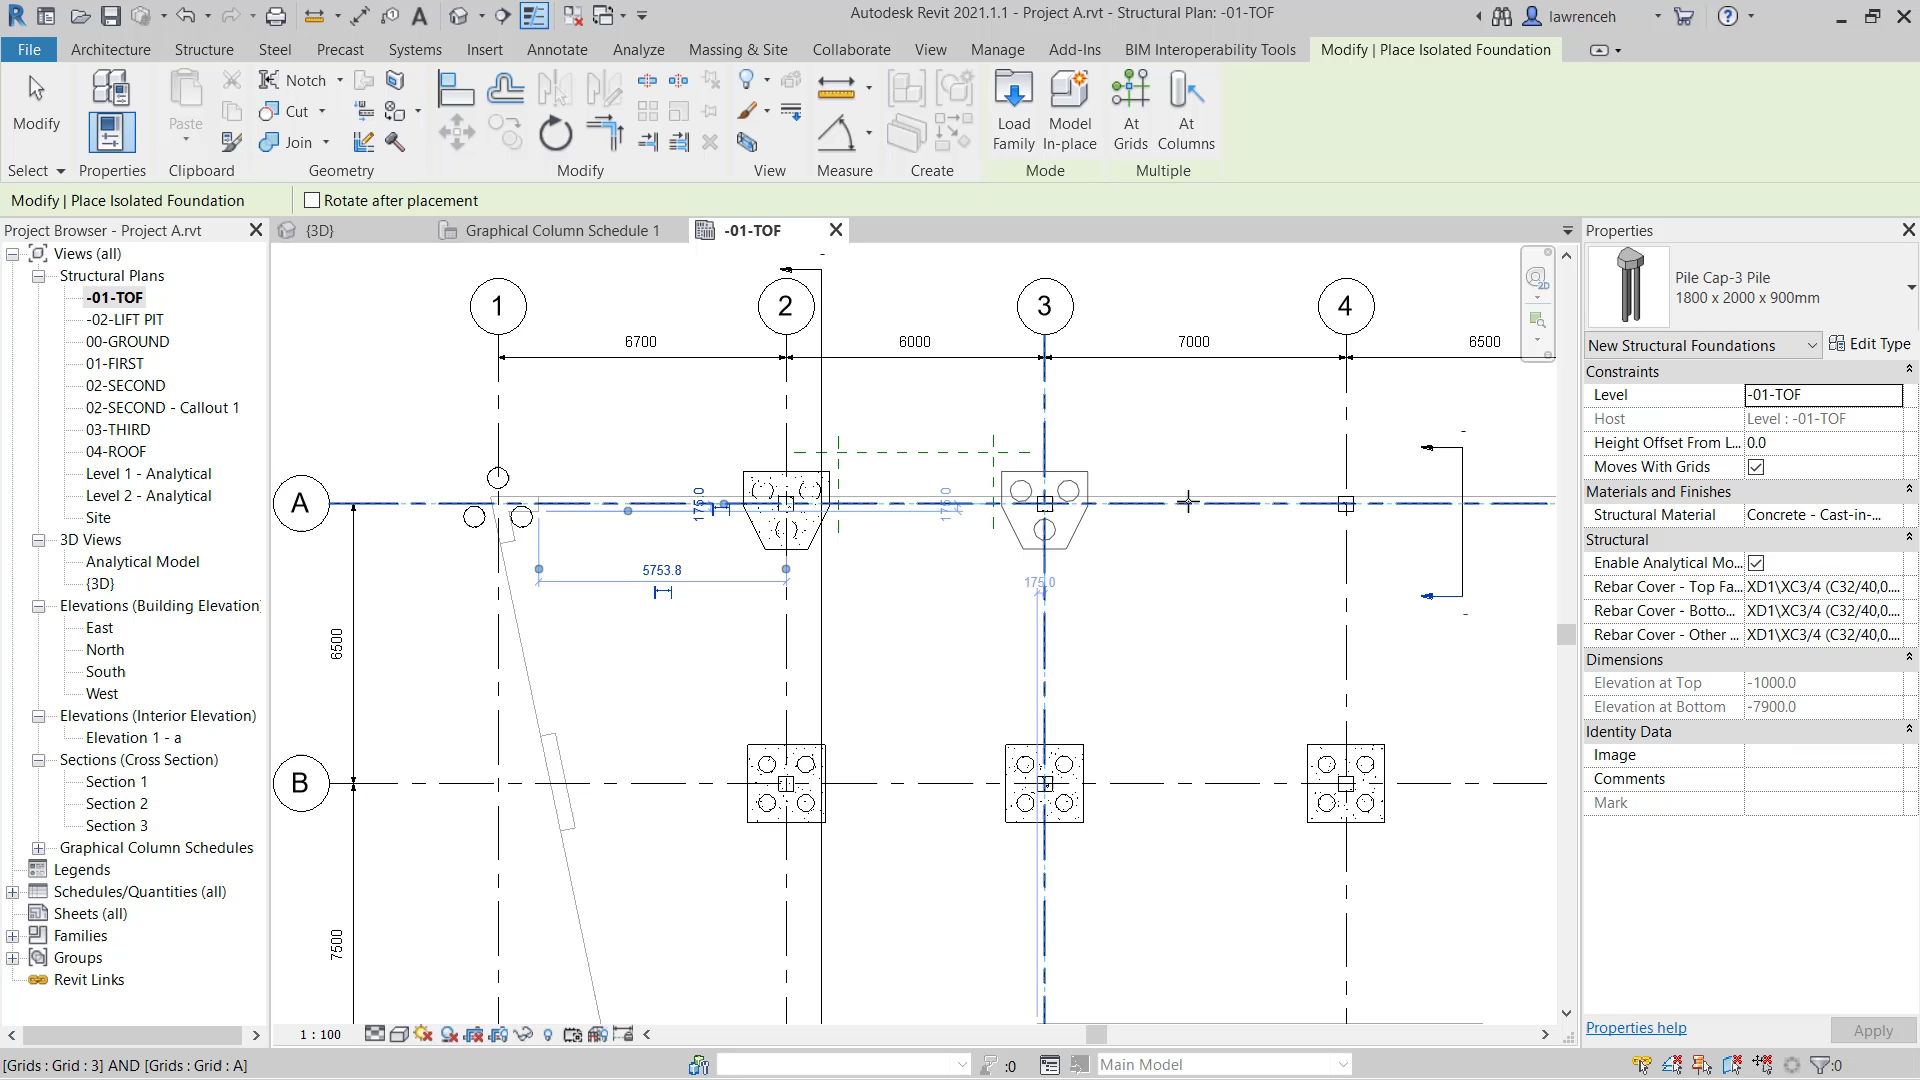 Autodesk Revit 2021.1.1 - Project A.rvt - Structural Plan: -01-TOF
lawrenceh
File Architecture Structure Steel Precast Systems Insert Annotate Analyze Massing & Site Collaborate View Manage Add-Ins BIM Interoperability Tools Modify | Place Isolated Foundation
Modify
Paste
Notch
Cut
Join
Load Family
Model In-place
At Grids
At Columns
Select Properties Clipboard Geometry Modify View Measure Create Mode Multiple
Modify | Place Isolated Foundation
Rotate after placement
Project Browser - Project A.rvt
Views (all)
Structural Plans
-01-TOF
-02-LIFT PIT
00-GROUND
01-FIRST
02-SECOND
02-SECOND - Callout 1
03-THIRD
04-ROOF
Level 1 - Analytical
Level 2 - Analytical
Site
3D Views
Analytical Model
{3D}
Elevations (Building Elevation)
East
North
South
West
Elevations (Interior Elevation)
Elevation 1 - a
Sections (Cross Section)
Section 1
Section 2
Section 3
Graphical Column Schedules
Legends
Schedules/Quantities (all)
Sheets (all)
Families
Groups
Revit Links
{3D}
Graphical Column Schedule 1
-01-TOF
2D
1 2 3 4
6700 6000 7000 6500
A
175.0
175.0
5753.8
175.0
6500
B
7500
Properties
Pile Cap-3 Pile
1800 x 2000 x 900mm
New Structural Foundations
Edit Type
Constraints
Level -01-TOF
Host Level : -01-TOF
Height Offset From L... 0.0
Moves With Grids
Materials and Finishes
Structural Material Concrete - Cast-in-...
Structural
Enable Analytical Mo...
Rebar Cover - Top Fa... XD1\XC3/4 (C32/40,0....
Rebar Cover - Botto... XD1\XC3/4 (C32/40,0....
Rebar Cover - Other ... XD1\XC3/4 (C32/40,0....
Dimensions
Elevation at Top -1000.0
Elevation at Bottom -7900.0
Identity Data
Image
Comments
Mark
Properties help
Apply
1 : 100
[Grids : Grid : 3] AND [Grids : Grid : A]
:0
Main Model
:0